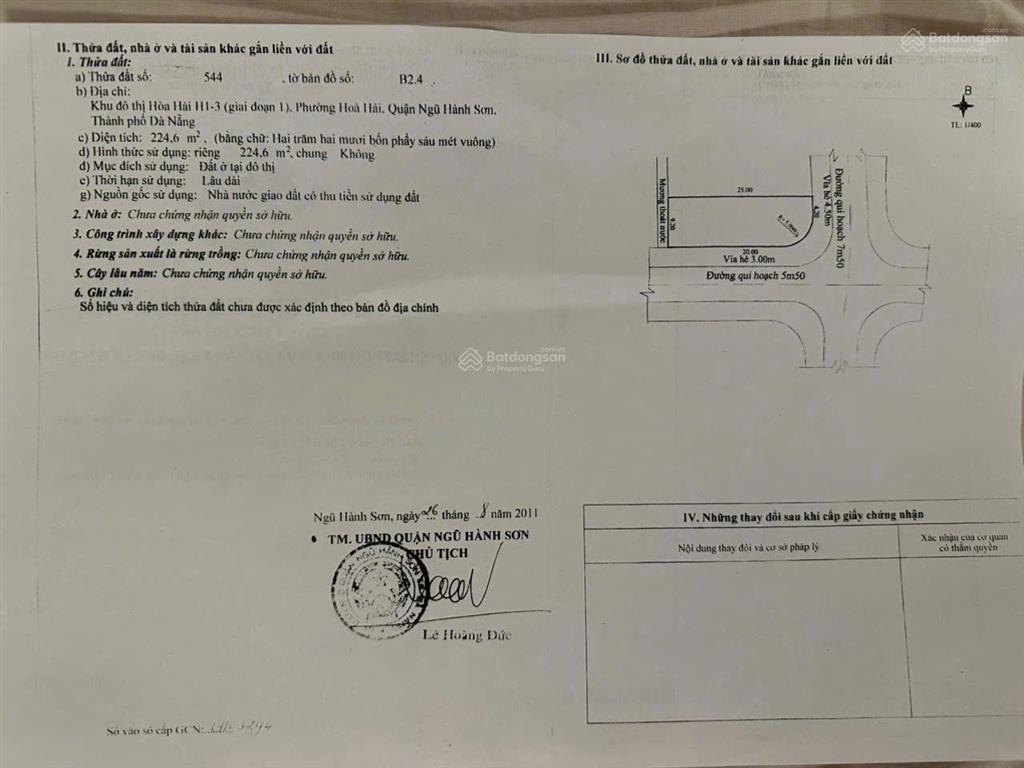 II. Thửa đất, nhà ở và tài sản khác gắn liền với đất
1. Thửa đất:
a) Thửa đất số: 544 , tờ bản đồ số: B2.4 .
b) Địa chỉ:
Khu đô thị Hòa Hải H1-3 (giai đoạn 1). Phường Hoà Hải. Quận Ngũ Hành Sơn.
Thành phố Đà Nẵng
c) Diện tích: 224,6 m². (bằng chữ: Hai trăm hai mươi bốn phẩy sáu mét vuông)
d) Hình thức sử dụng: riêng 224,6 m², chung Không
đ) Mục đích sử dụng: Đất ở tại đô thị
e) Thời hạn sử dụng: Lâu dài
g) Nguồn gốc sử dụng: Nhà nước giao đất có thu tiền sử dụng đất
2. Nhà ở: Chưa chứng nhận quyền sở hữu.
3. Công trình xây dựng khác: Chưa chứng nhận quyền sở hữu.
4. Rừng sản xuất là rừng trồng: Chưa chứng nhận quyền sở hữu.
5. Cây lâu năm: Chưa chứng nhận quyền sở hữu.
6. Ghi chú:
Số hiệu và diện tích thửa đất chưa được xác định theo bản đồ địa chính
Ngũ Hành Sơn, ngày 26 tháng 8 năm 2011
TM. UBND QUẬN NGŨ HÀNH SƠN
CHỦ TỊCH
Lê Hoàng Đức
Số vào sổ cấp GCN:
III. Sơ đồ thửa đất, nhà ở và tài sản khác gắn liền với đất
B
TL: 1/400
Mương thoát nước
25.00
9.20
4.20
20.00
Vỉa hè 4.50m
Đường qui hoạch 7m50
Vỉa hè 3.00m
Đường qui hoạch 5m50
IV. Những thay đổi sau khi cấp giấy chứng nhận
Nội dung thay đổi và cơ sở pháp lý
Xác nhận của cơ quan
có thẩm quyền
Batdongsan.com.vn
by PropertyGuru
Batdongsan.com.vn
by PropertyGuru